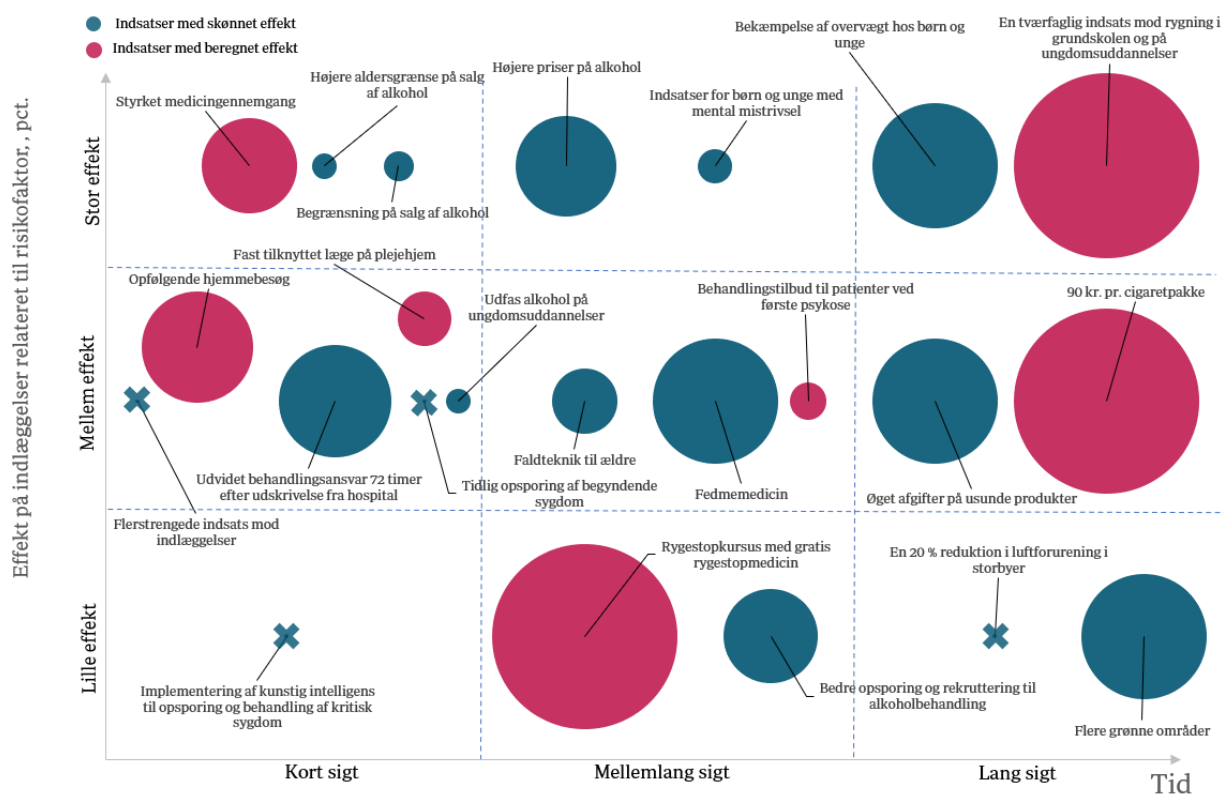 Indsatser med skønnet effekt
Indsatser med beregnet effekt
Effekt på indlæggelser relateret til risikofaktor, , pct.
Stor effekt
Styrket medicingennemgang
Højere aldersgrænse på salg
af alkohol
Begrænsning på salg af alkohol
Højere priser på alkohol
Indsatser for børn og unge med
mental mistrivsel
Bekæmpelse af overvægt hos børn og
unge
En tværfaglig indsats mod rygning i
grundskolen og på
ungdomsuddannelser
Mellem effekt
Opfølgende hjemmebesøg
Fast tilknyttet læge på plejehjem
Udfas alkohol på
ungdomsuddannelser
Behandlingstilbud til patienter ved
første psykose
90 kr. pr. cigaretpakke
Udvidet behandlingsansvar 72 timer
efter udskrivelse fra hospital
Tidlig opsporing af begyndende
sygdom
Faldteknik til ældre
Fedmemedicin
Øget afgifter på usunde produkter
Flerstrengede indsats mod
indlæggelser
Lille effekt
Implementering af kunstig intelligens
til opsporing og behandling af kritisk
sygdom
Rygestopkursus med gratis
rygestopmedicin
Bedre opsporing og rekruttering til
alkoholbehandling
En 20 % reduktion i luftforurening i
storbyer
Flere grønne områder
Kort sigt
Mellemlang sigt
Lang sigt
Tid